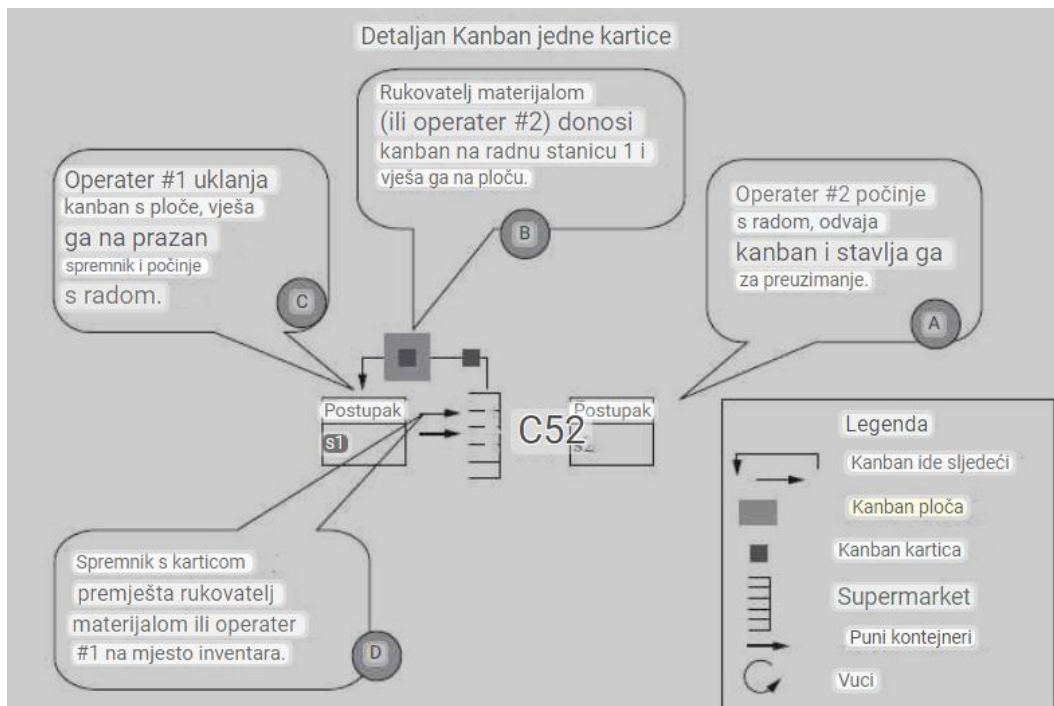 Detaljan Kanban jedne kartice
Rukovatelj materijalom
(ili operater #2) donosi
kanban na radnu stanicu 1 i
vješa ga na ploču.
B
Operater #1 uklanja
kanban s ploče, vješa
ga na prazan
spremnik i počinje
s radom.
C
Operater #2 počinje
s radom, odvaja
kanban i stavlja ga
za preuzimanje.
A
Postupak
s1
C52
Postupak
s2
Spremnik s karticom
premješta rukovatelj
materijalom ili operater
#1 na mjesto inventara.
D
Legenda
Kanban ide sljedeći
Kanban ploča
Kanban kartica
Supermarket
Puni kontejneri
Vuci